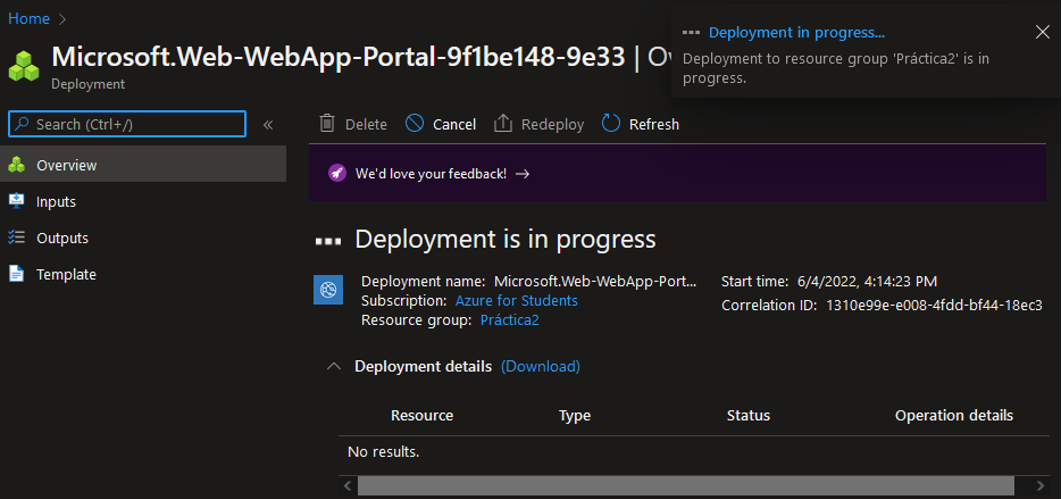 Home >
Microsoft.Web-WebApp-Portal-9f1be148-9e33 | Ov
Deployment
Deployment in progress...
Deployment to resource group 'Práctica2' is in
progress.
Search (Ctrl+/)
«
Delete
Cancel
Redeploy
Refresh
Overview
Inputs
Outputs
Template
We'd love your feedback! →
Deployment is in progress
Deployment name: Microsoft.Web-WebApp-Port...
Subscription: Azure for Students
Resource group: Práctica2
Start time: 6/4/2022, 4:14:23 PM
Correlation ID: 1310e99e-e008-4fdd-bf44-18ec3
Deployment details (Download)
Resource Type Status Operation details
No results.